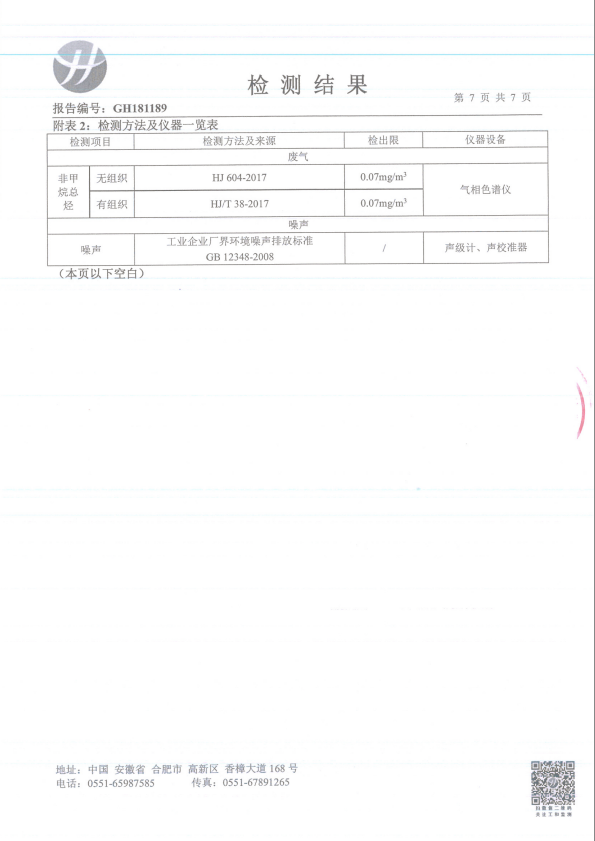 检 测 结 果
第 7 页 共 7 页
报告编号：GH181189
附表 2：检测方法及仪器一览表
检测项目 检测方法及来源 检出限 仪器设备
废气
非甲烷总烃 无组织 HJ 604-2017 0.07mg/m³ 气相色谱仪
有组织 HJ/T 38-2017 0.07mg/m³
噪声
噪声 工业企业厂界环境噪声排放标准 / 声级计、声校准器
GB 12348-2008
（本页以下空白）
地址：中国 安徽省 合肥市 高新区 香樟大道 168 号
电话：0551-65987585 传真：0551-67891265
扫描二维码